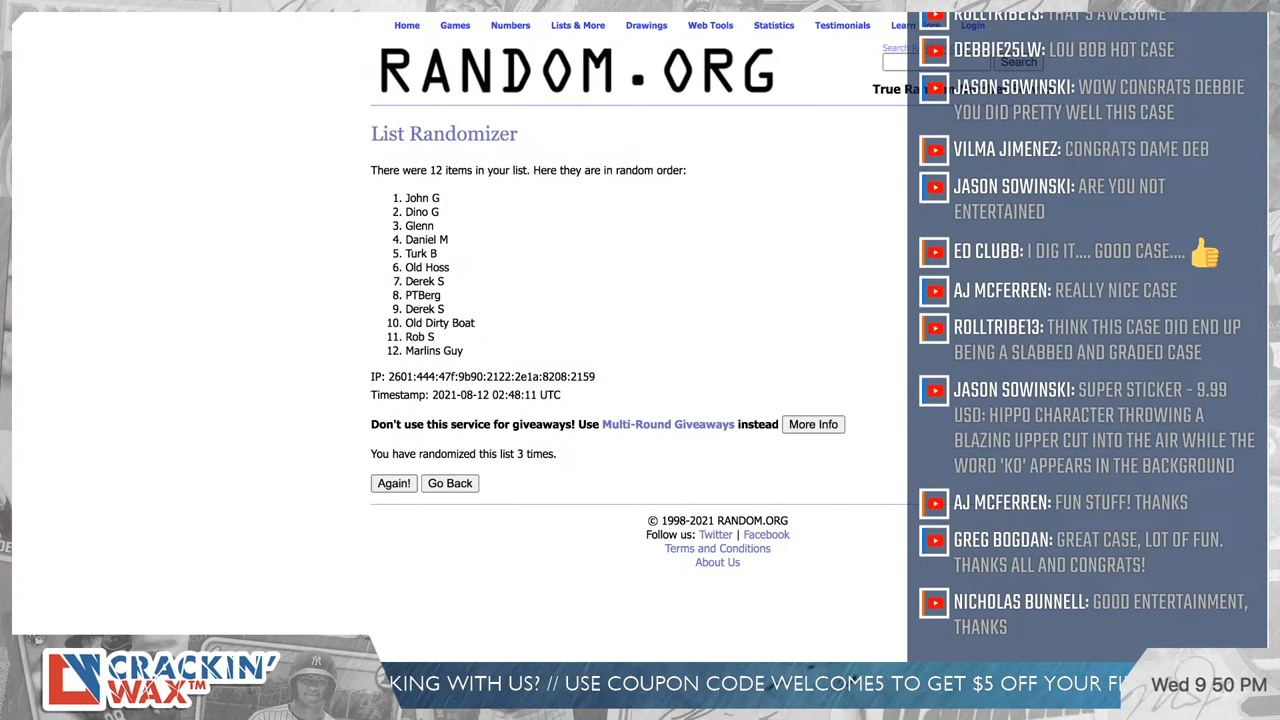 Home Games Numbers Lists & More Drawings Web Tools Statistics Testimonials Learn More Login
RANDOM.ORG
Search
True
List Randomizer
There were 12 items in your list. Here they are in random order:
1. John G
2. Dino G
3. Glenn
4. Daniel M
5. Turk B
6. Old Hoss
7. Derek S
8. PTBerg
9. Derek S
10. Old Dirty Boat
11. Rob S
12. Marlins Guy
IP: 2601:444:47f:9b90:2122:2e1a:8208:2159
Timestamp: 2021-08-12 02:48:11 UTC
Don't use this service for giveaways! Use Multi-Round Giveaways instead More Info
You have randomized this list 3 times.
Again! Go Back
© 1998-2021 RANDOM.ORG
Follow us: Twitter | Facebook
Terms and Conditions
About Us
ROLLTRIBE13: THAT'S AWESOME
DEBBIE25LW: LOU BOB HOT CASE
JASON SOWINSKI: WOW CONGRATS DEBBIE
YOU DID PRETTY WELL THIS CASE
VILMA JIMENEZ: CONGRATS DAME DEB
JASON SOWINSKI: ARE YOU NOT
ENTERTAINED
ED CLUBB: I DIG IT.... GOOD CASE....
AJ MCFERREN: REALLY NICE CASE
ROLLTRIBE13: THINK THIS CASE DID END UP
BEING A SLABBED AND GRADED CASE
JASON SOWINSKI: SUPER STICKER - 9.99
USD: HIPPO CHARACTER THROWING A
BLAZING UPPER CUT INTO THE AIR WHILE THE
WORD 'KO' APPEARS IN THE BACKGROUND
AJ MCFERREN: FUN STUFF! THANKS
GREG BOGDAN: GREAT CASE, LOT OF FUN.
THANKS ALL AND CONGRATS!
NICHOLAS BUNNELL: GOOD ENTERTAINMENT,
THANKS
CRACKIN'
WAX™
KING WITH US? // USE COUPON CODE WELCOME5 TO GET $5 OFF YOUR FI
Wed 9 50 PM